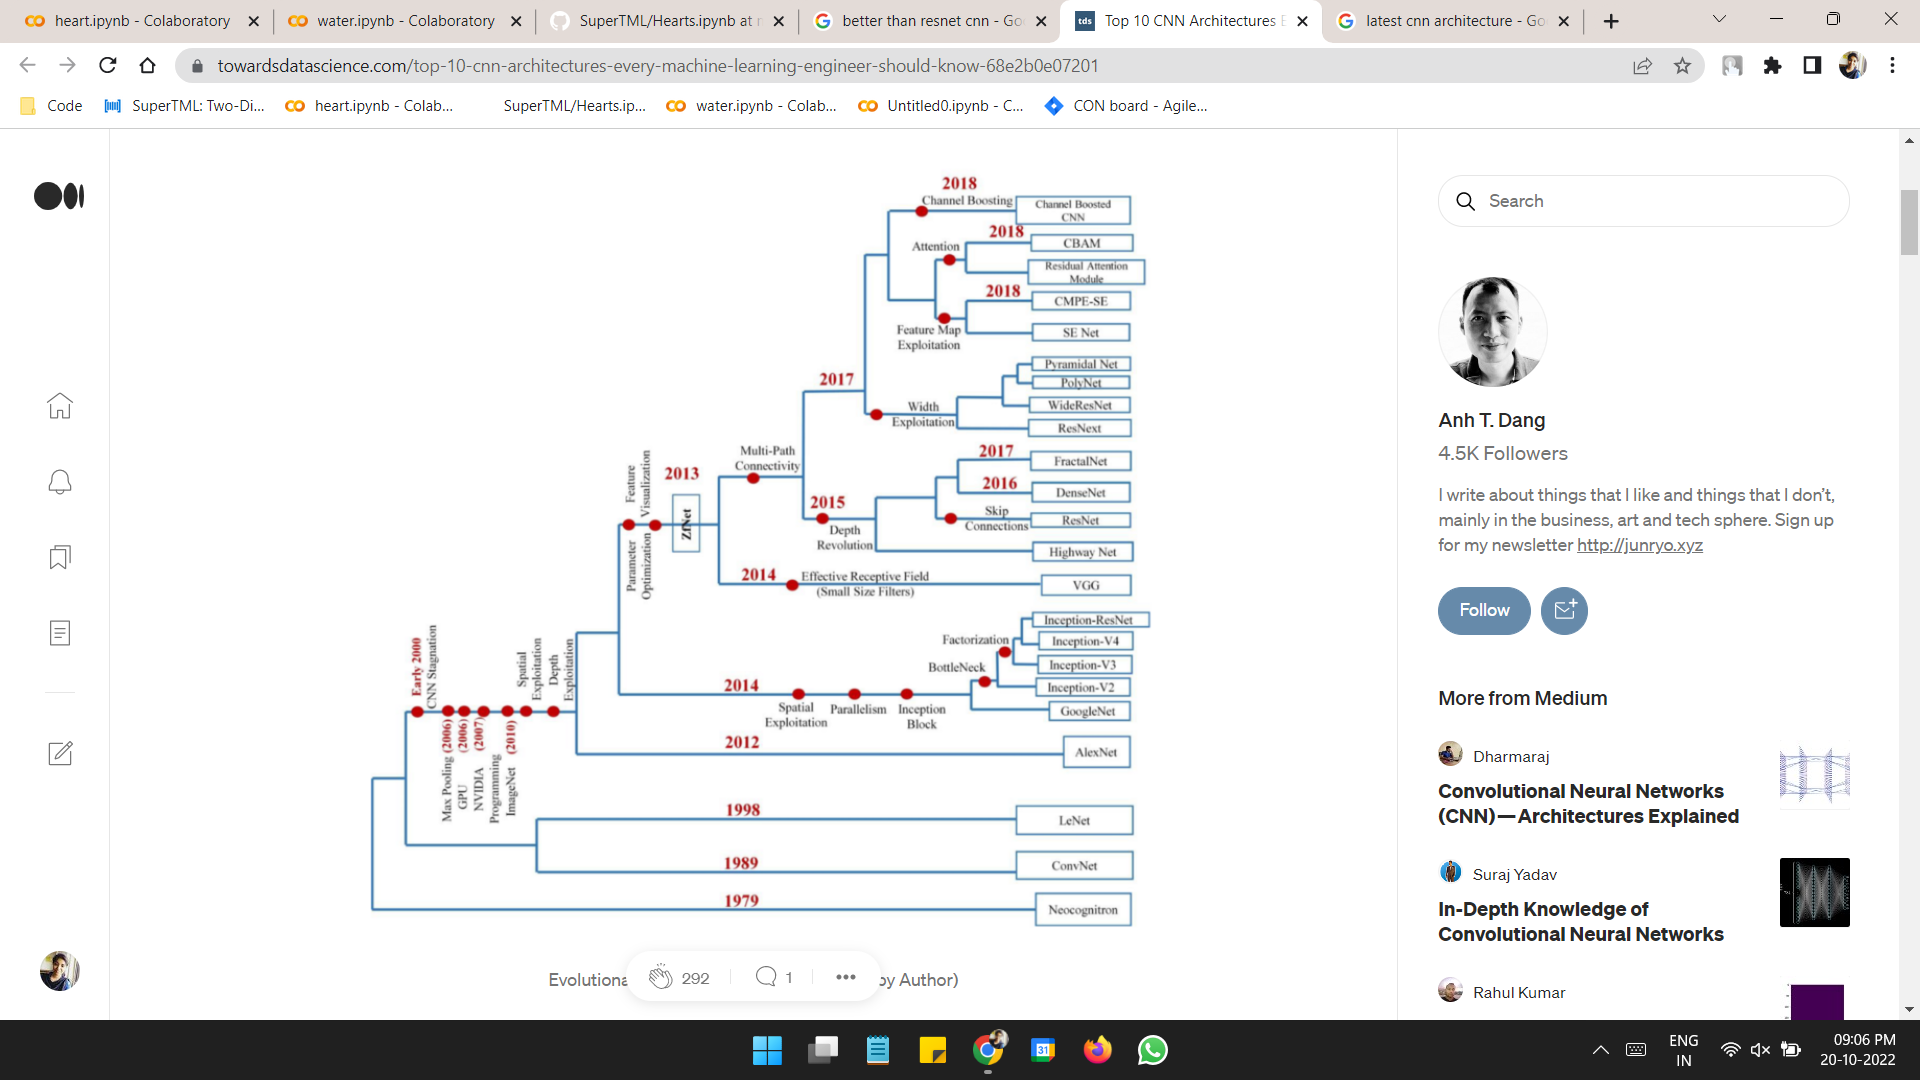 heart.ipynb - Colaboratory
water.ipynb - Colaboratory
SuperTML/Hearts.ipynb at
better than resnet cnn - Go
tds
Top 10 CNN Architectures
latest cnn architecture - Go
towardsdatascience.com/top-10-cnn-architectures-every-machine-learning-engineer-should-know-68e2b0e07201
Code
SuperTML: Two-Di...
heart.ipynb - Colab...
SuperTML/Hearts.ip...
water.ipynb - Colab...
Untitled0.ipynb - C...
CON board - Agile...
2018
Channel Boosting
Channel Boosted
CNN
2018
Attention
CBAM
Residual Attention
Module
2018
CMPE-SE
Feature Map
Exploitation
SE Net
2017
Pyramidal Net
PolyNet
Width
Exploitation
WideResNet
ResNext
Multi-Path
Connectivity
2017
FractalNet
2016
DenseNet
2015
Skip
Connections
ResNet
Depth
Revolution
Highway Net
Feature
Visualization
2013
ZfNet
Parameter
Optimization
2014
Effective Receptive Field
(Small Size Filters)
VGG
Inception-ResNet
Factorization
Inception-V4
BottleNeck
Inception-V3
Inception-V2
2014
Spatial
Exploitation
Parallelism
Inception
Block
GoogleNet
Early 2000
CNN Stagnation
Spatial
Exploitation
Depth
Exploitation
Max Pooling (2006)
GPU (2006)
NVIDIA (2007)
Programming
ImageNet (2010)
2012
AlexNet
1998
LeNet
1989
ConvNet
1979
Neocognitron
Evolutiona
by Author)
292
1
Search
Anh T. Dang
4.5K Followers
I write about things that I like and things that I don't,
mainly in the business, art and tech sphere. Sign up
for my newsletter http://junryo.xyz
Follow
More from Medium
Dharmaraj
Convolutional Neural Networks
(CNN) — Architectures Explained
Suraj Yadav
In-Depth Knowledge of
Convolutional Neural Networks
Rahul Kumar
31
ENG
IN
09:06 PM
20-10-2022